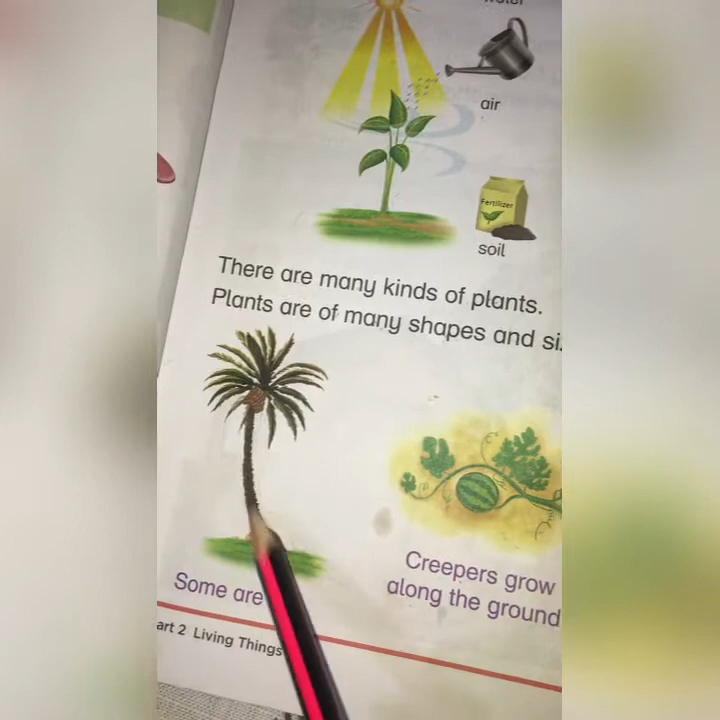 water
air
Fertilizer
soil
There are many kinds of plants.
Plants are of many shapes and
Some are
Creepers grow
along the ground
art 2 Living Things